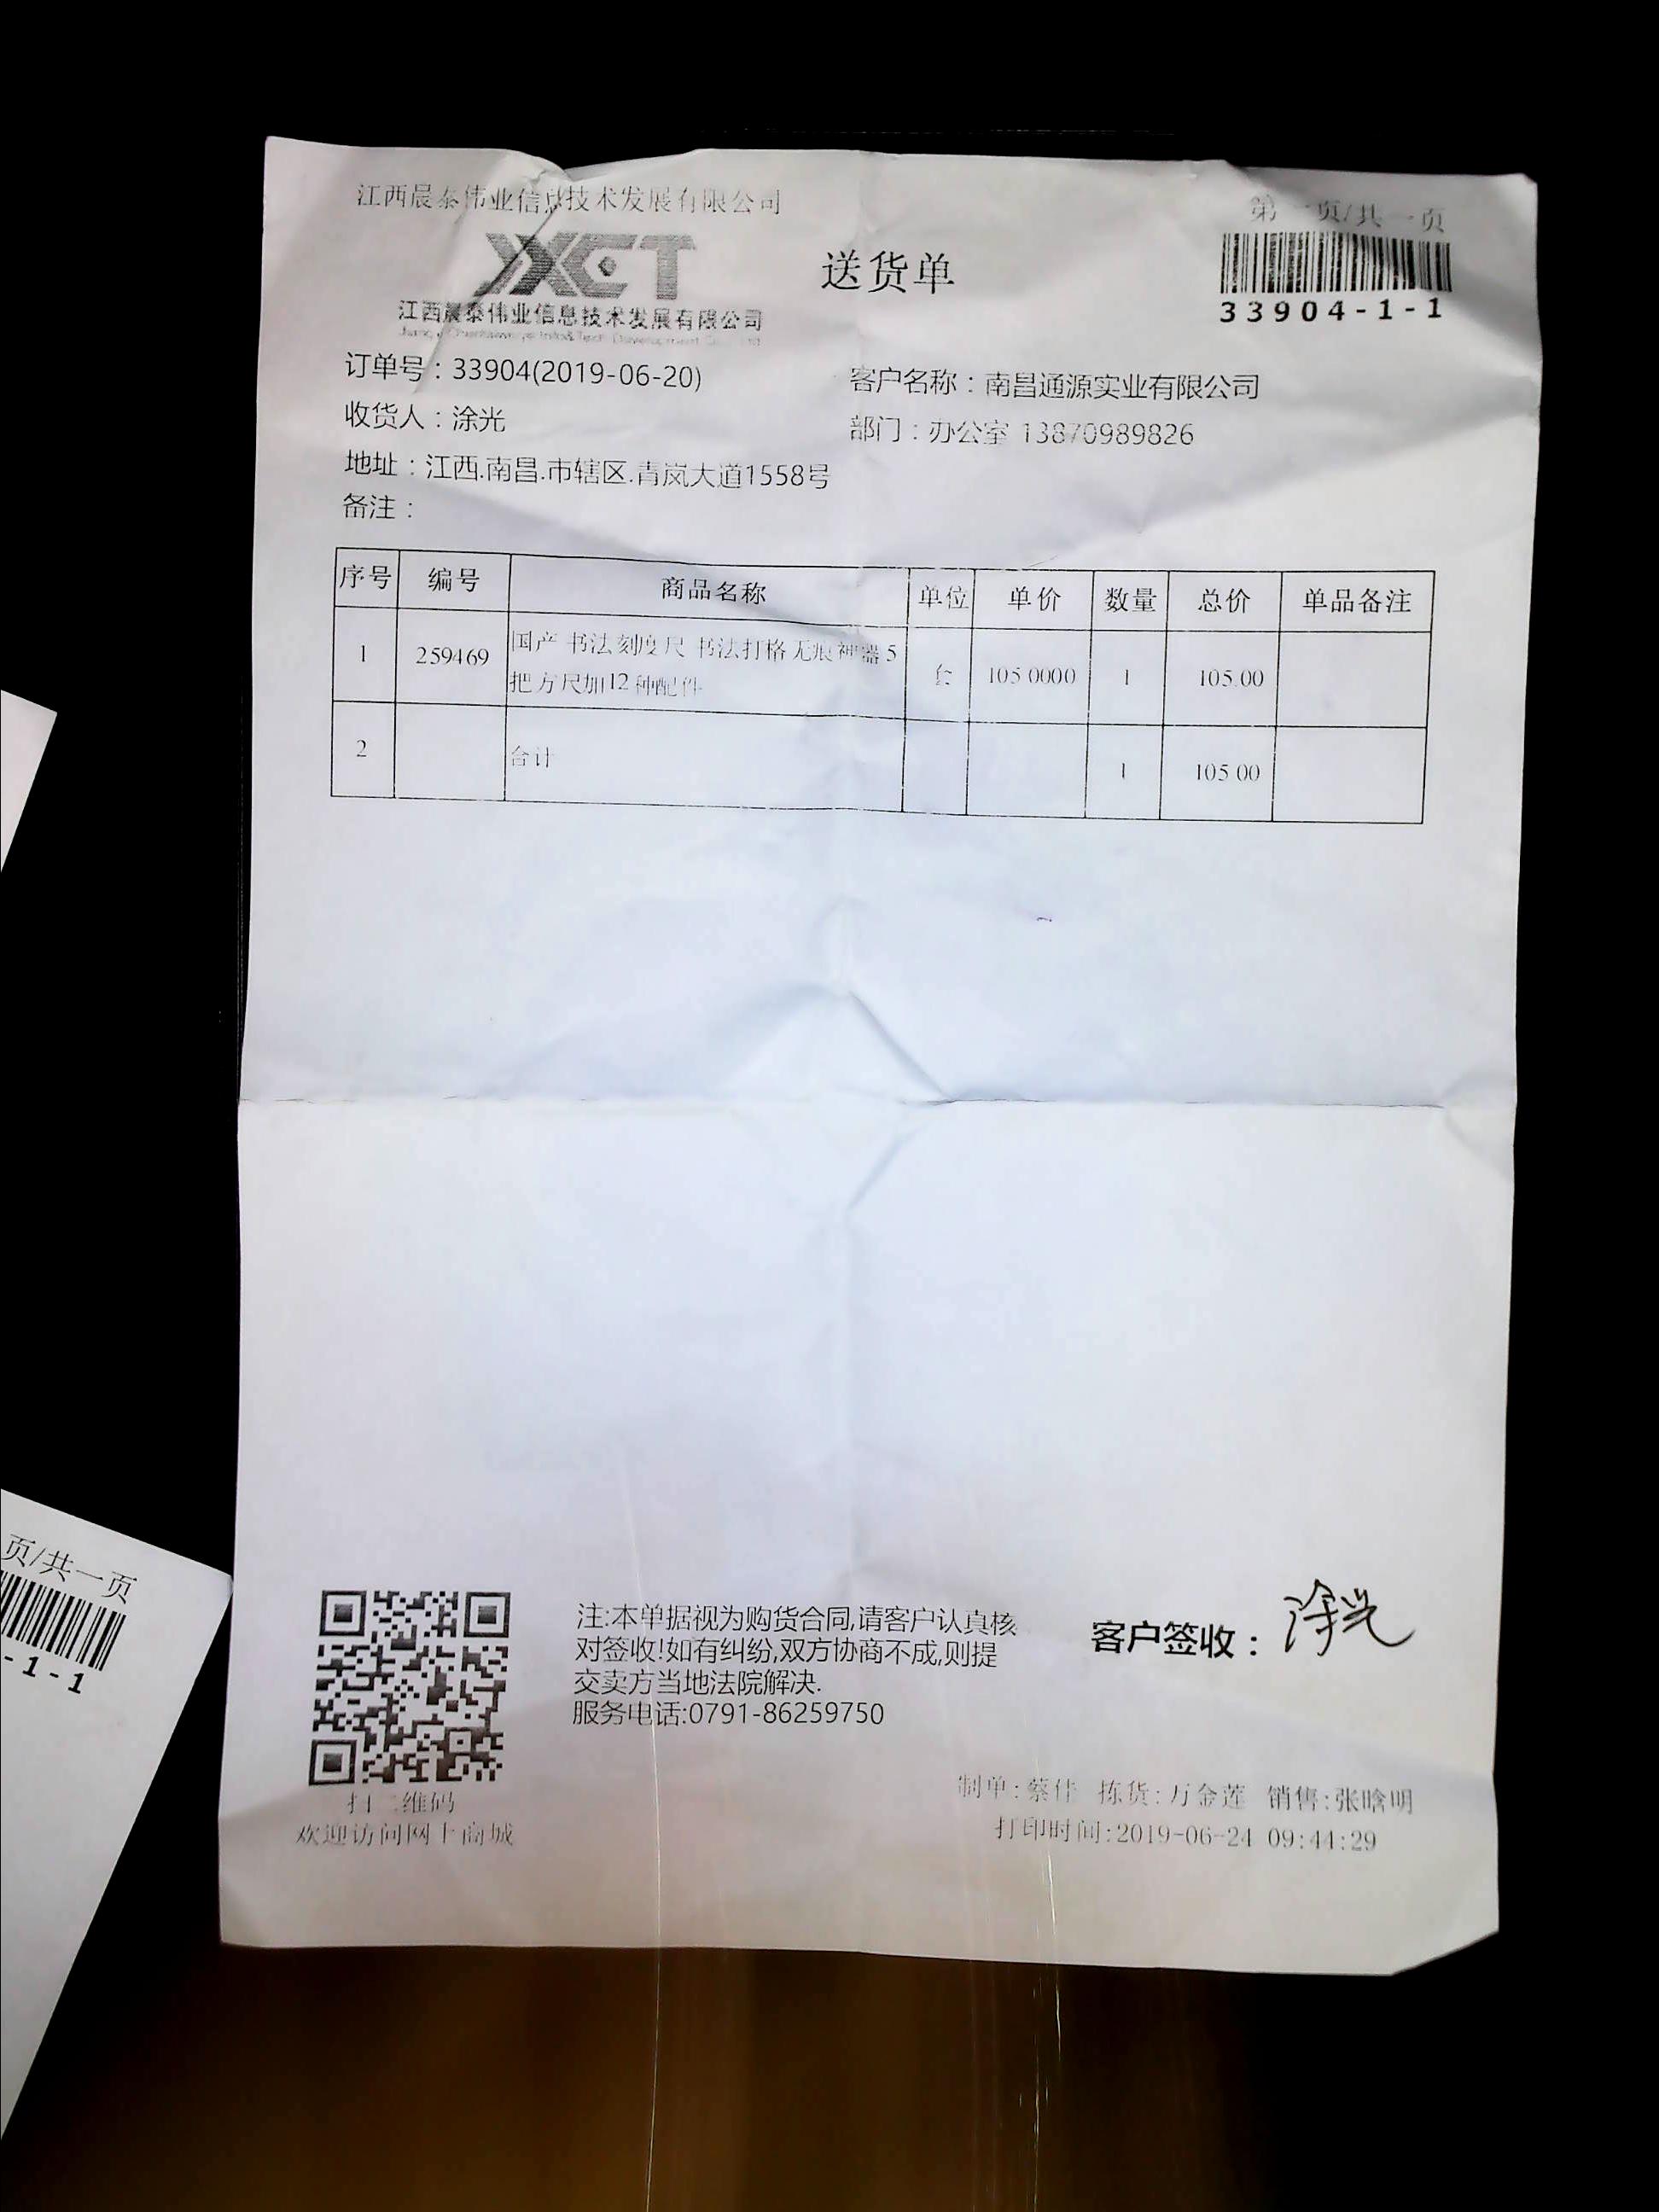 江西晨泰伟业信息技术发展有限公司
第一页/共一页
JXCT
送货单
33904-1-1
江西晨泰伟业信息技术发展有限公司
订单号：33904(2019-06-20)
客户名称：南昌通源实业有限公司
收货人：涂光
部门：办公室 13870989826
地址：江西.南昌.市辖区.青岚大道1558号
备注：
序号 编号 商品名称 单位 单价 数量 总价 单品备注
1 259469 国产 书法刻度尺 书法打格无痕神器5把方尺加12种配件 套 105.0000 1 105.00
2 合计 1 105.00
页/共一页
-1-1
注:本单据视为购货合同,请客户认真核
对签收!如有纠纷,双方协商不成,则提
交卖方当地法院解决.
服务电话:0791-86259750
客户签收：涂光
扫二维码
欢迎访问网上商城
制单:蔡伟 拣货:万金莲 销售:张晗明
打印时间:2019-06-24 09:44:29